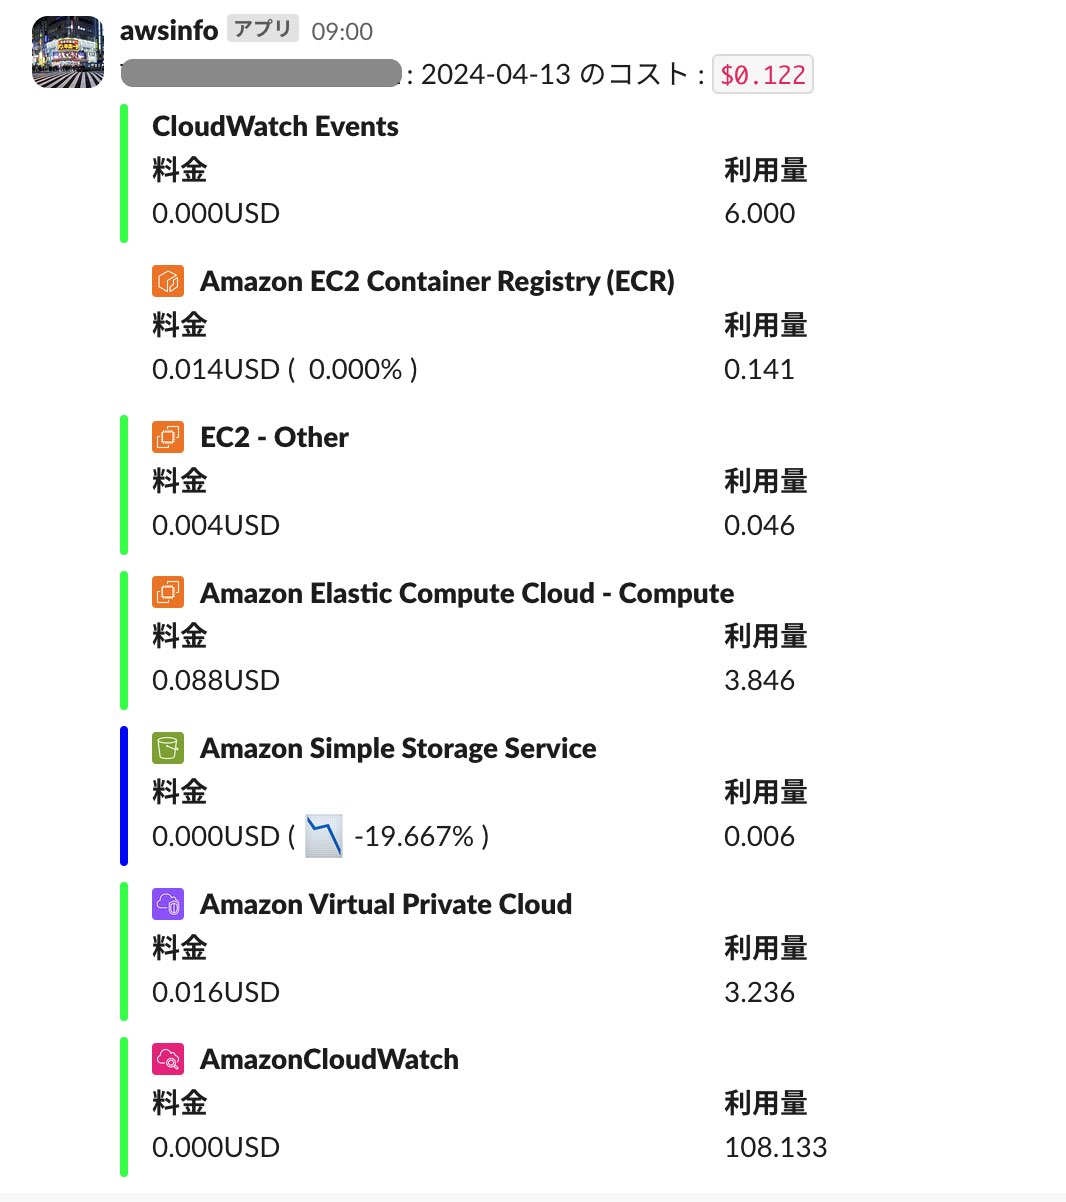 awsinfo アプリ 09:00
: 2024-04-13 のコスト : $0.122
CloudWatch Events
料金 利用量
0.000USD 6.000
Amazon EC2 Container Registry (ECR)
料金 利用量
0.014USD ( 0.000% ) 0.141
EC2 - Other
料金 利用量
0.004USD 0.046
Amazon Elastic Compute Cloud - Compute
料金 利用量
0.088USD 3.846
Amazon Simple Storage Service
料金 利用量
0.000USD ( -19.667% ) 0.006
Amazon Virtual Private Cloud
料金 利用量
0.016USD 3.236
AmazonCloudWatch
料金 利用量
0.000USD 108.133